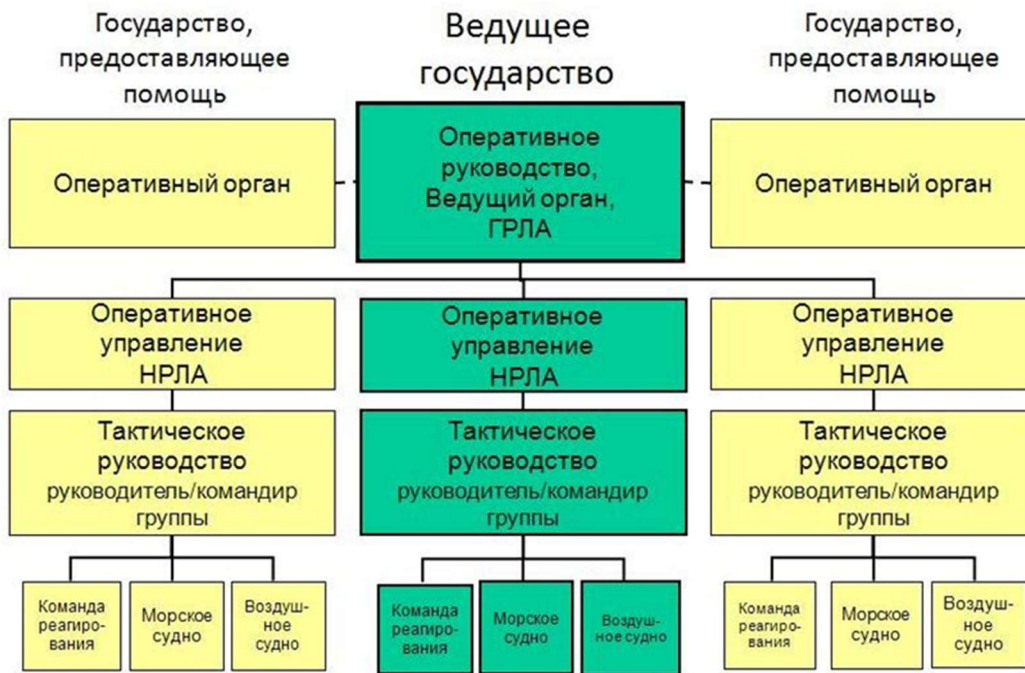 Государство,
предоставляющее
помощь
Ведущее
государство
Государство,
предоставляющее
помощь
Оперативный орган
Оперативное
руководство,
Ведущий орган,
ГРЛА
Оперативный орган
Оперативное
управление
НРЛА
Оперативное
управление
НРЛА
Оперативное
управление
НРЛА
Тактическое
руководство
руководитель/командир
группы
Тактическое
руководство
руководитель/командир
группы
Тактическое
руководство
руководитель/командир
группы
Команда
реагиро-
вания
Морское
судно
Воздуш-
ное
судно
Команда
реагиро-
вания
Морское
судно
Воздуш-
ное судно
Команда
реагиро-
вания
Морское
судно
Воздуш-
ное
судно